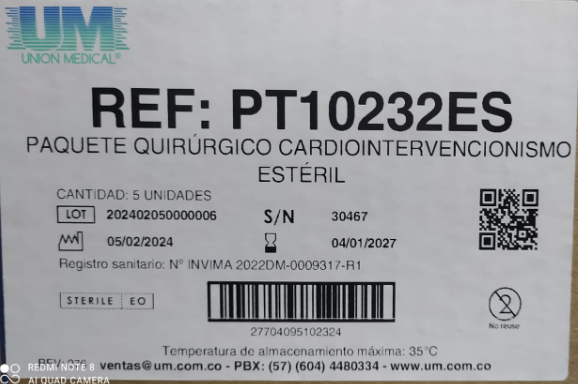 UM
UNION MEDICAL®
REF: PT10232ES
PAQUETE QUIRÚRGICO CARDIOINTERVENCIONISMO
ESTÉRIL
CANTIDAD: 5 UNIDADES
LOT 202402050000006 S/N 30467
05/02/2024 04/01/2027
Registro sanitario: Nº INVIMA 2022DM-0009317-R1
STERILE EO
2
No reuse
27704095102324
Temperatura de almacenamiento máxima: 35°C
ventas@um.com.co - PBX: (57) (604) 4480334 - www.um.com.co
REDMI NOTE 8
AI QUAD CAMERA